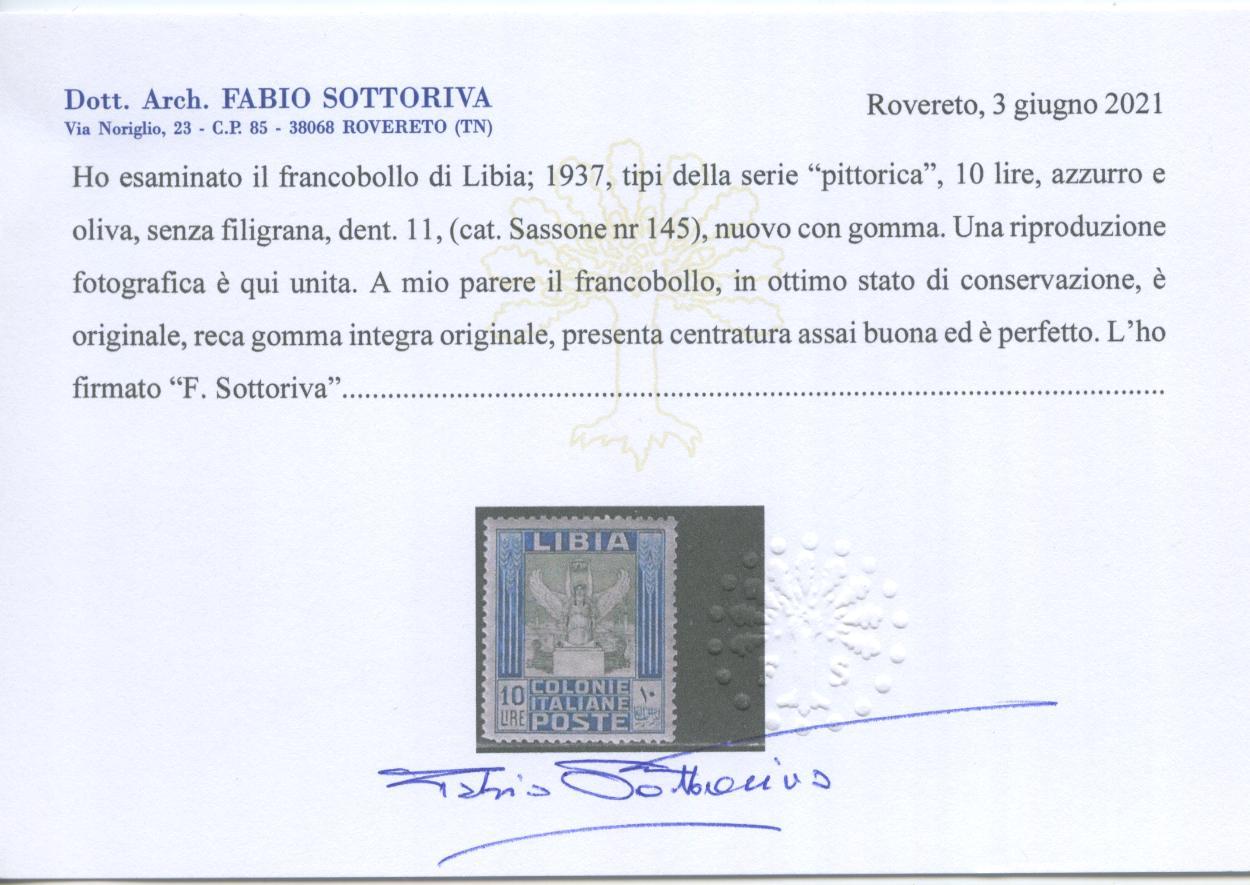 Dott. Arch. FABIO SOTTORIVA
Via Noriglio, 23 - C.P. 85 - 38068 ROVERETO (TN)
Rovereto, 3 giugno 2021
Ho esaminato il francobollo di Libia; 1937, tipi della serie “pittorica”, 10 lire, azzurro e
oliva, senza filigrana, dent. 11, (cat. Sassone nr 145), nuovo con gomma. Una riproduzione
fotografica è qui unita. A mio parere il francobollo, in ottimo stato di conservazione, è
originale, reca gomma integra originale, presenta centratura assai buona ed è perfetto. L’ho
firmato “F. Sottoriva”...............................................................................................................
LIBIA
10
LIRE
COLONIE
ITALIANE
POSTE
١٠
F S
Fabio Sottoriva